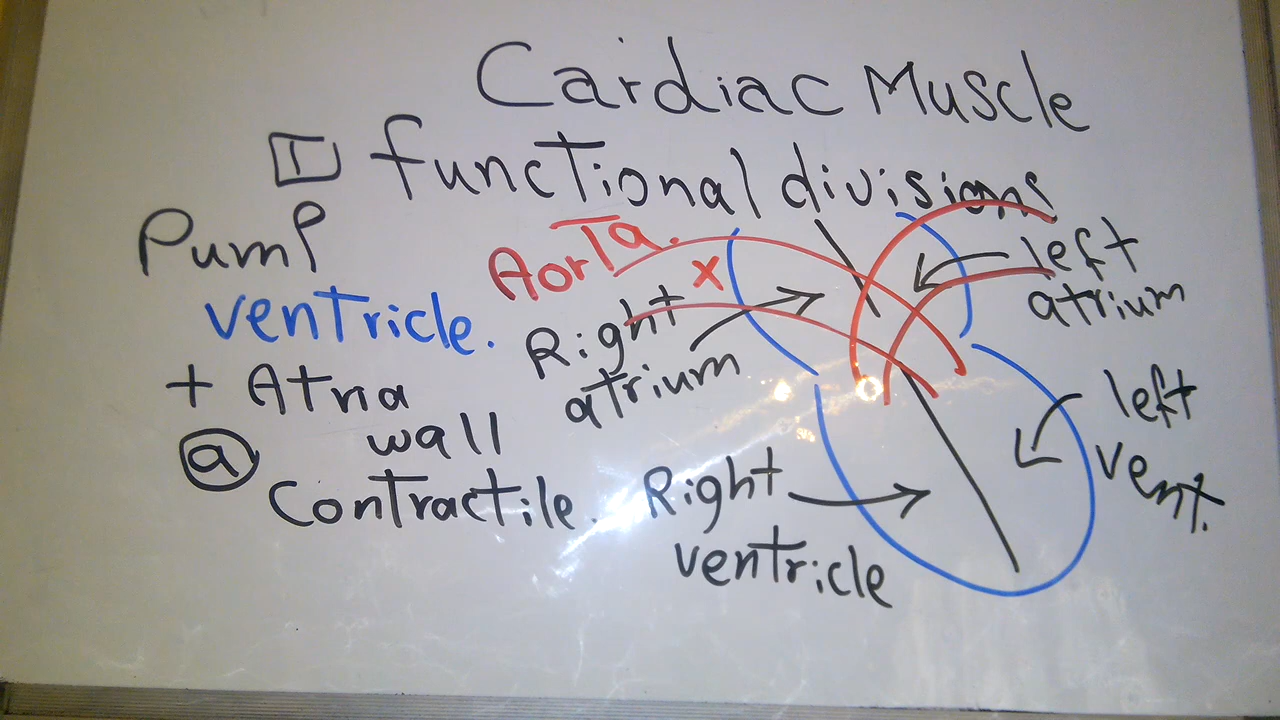 Cardiac Muscle
I functional divisions
Pump
ventricle.
+ Atria
wall
a Contractile.
Aorta.
x
Right
atrium
left
atrium
left
vent.
Right
ventricle